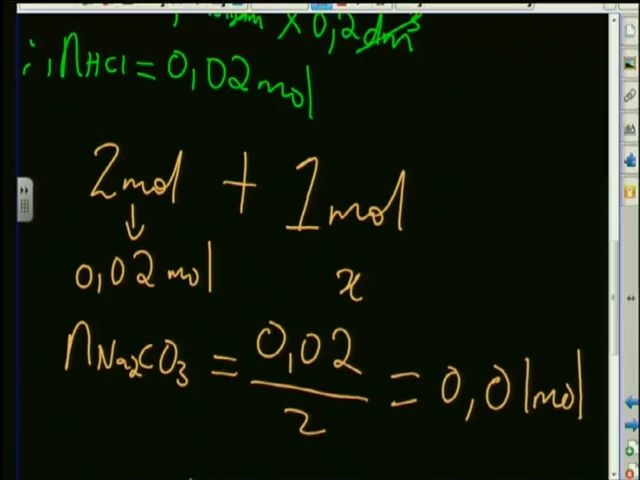 × 0,2 dm³
∴ nHCl = 0,02 mol
2 mol + 1 mol
↓
0,02 mol x
nNa₂CO₃ = 0,02 / 2 = 0,01 mol